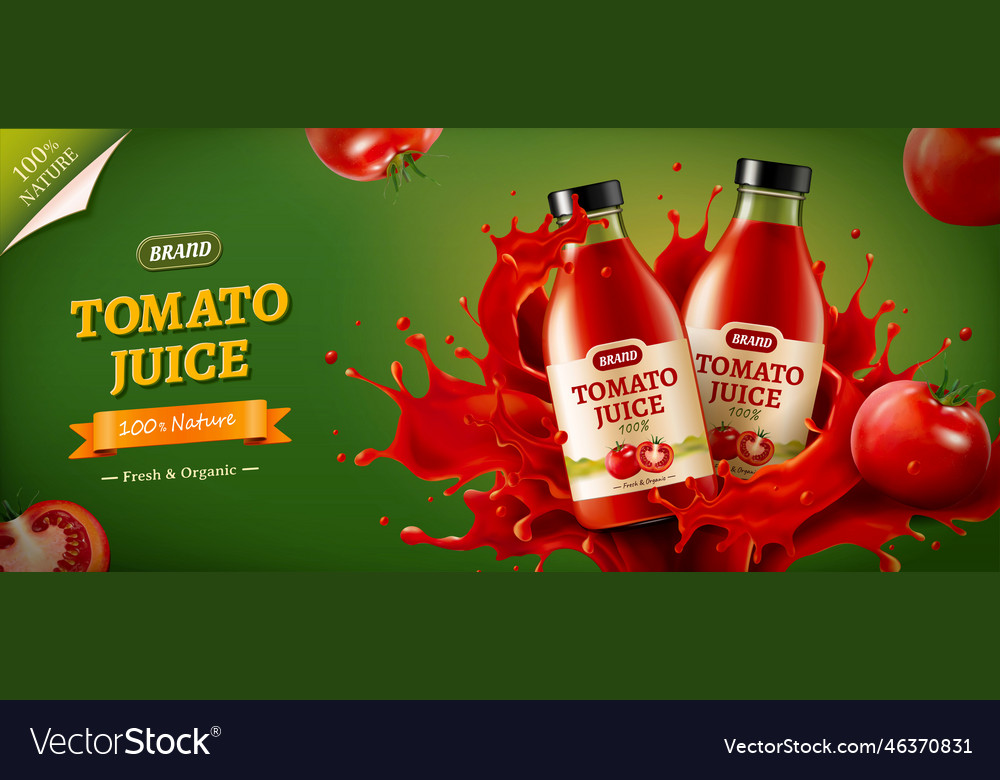 100%
NATURE
BRAND
TOMATO
JUICE
100% Nature
— Fresh & Organic —
BRAND
TOMATO
JUICE
100%
— Fresh & Organic —
BRAND
TOMATO
JUICE
100%
& Organ
VectorStock®
VectorStock.com/46370831